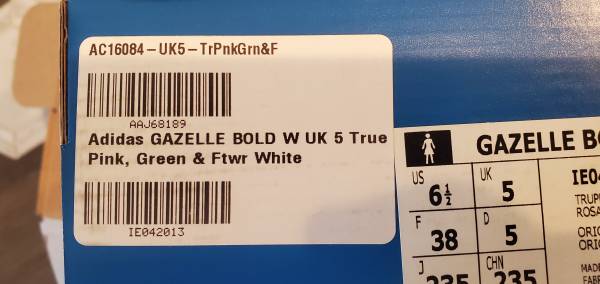 AC16084-UK5-TrPnkGrn&F
AAJ68189
Adidas GAZELLE BOLD W UK 5 True
Pink, Green & Ftwr White
IE042013
GAZELLE
US
6½
UK
5
F
38
D
5
J
235
CHN
235